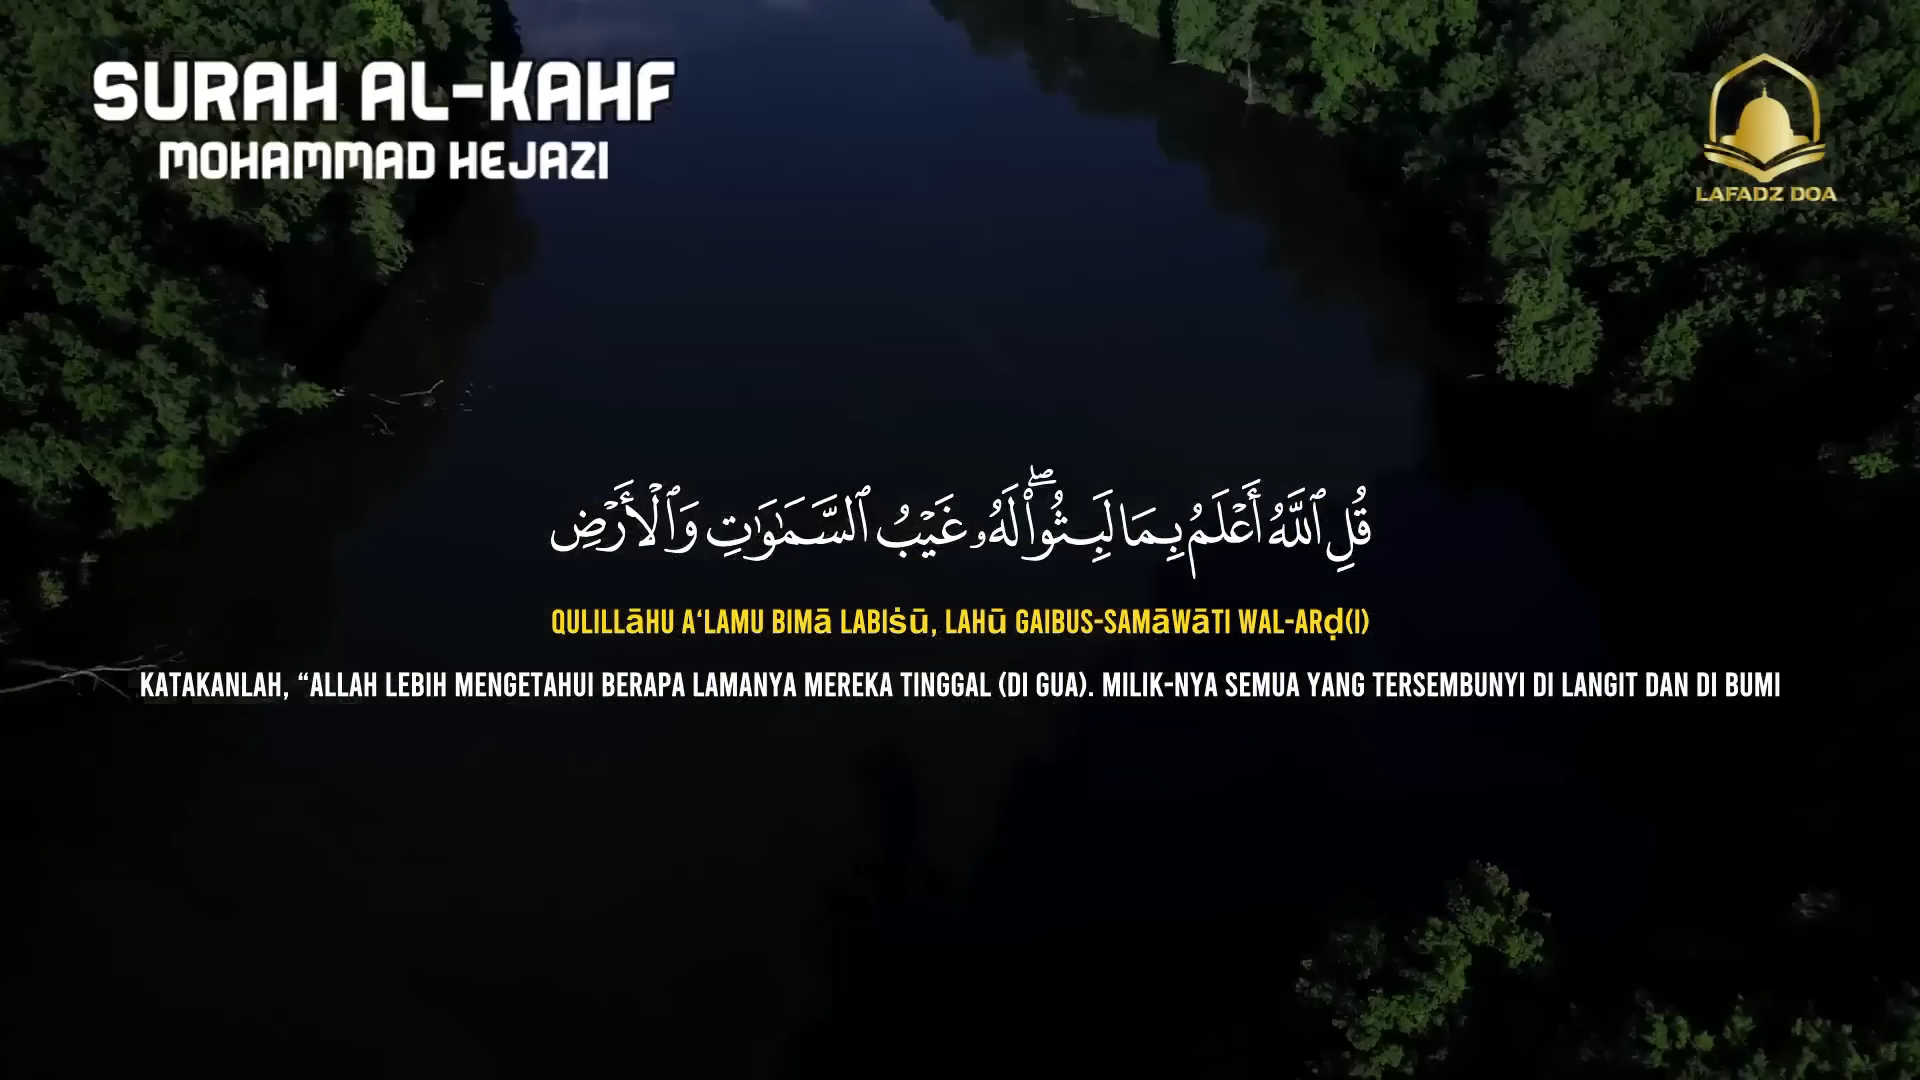 SURAH AL-KAHF
MOHAMMAD HEJAZI
LAFADZ DOA
قُلِ ٱللَّهُ أَعْلَمُ بِمَا لَبِثُوا۟ ۖ لَهُۥ غَيْبُ ٱلسَّمَـٰوَٰتِ وَٱلْأَرْضِ
QULILLāHU A‘LAMU BIMā LABIṡū, LAHū GAIBUS-SAMāWāTI WAL-ARḍ(I)
KATAKANLAH, “ALLAH LEBIH MENGETAHUI BERAPA LAMANYA MEREKA TINGGAL (DI GUA). MILIK-NYA SEMUA YANG TERSEMBUNYI DI LANGIT DAN DI BUMI